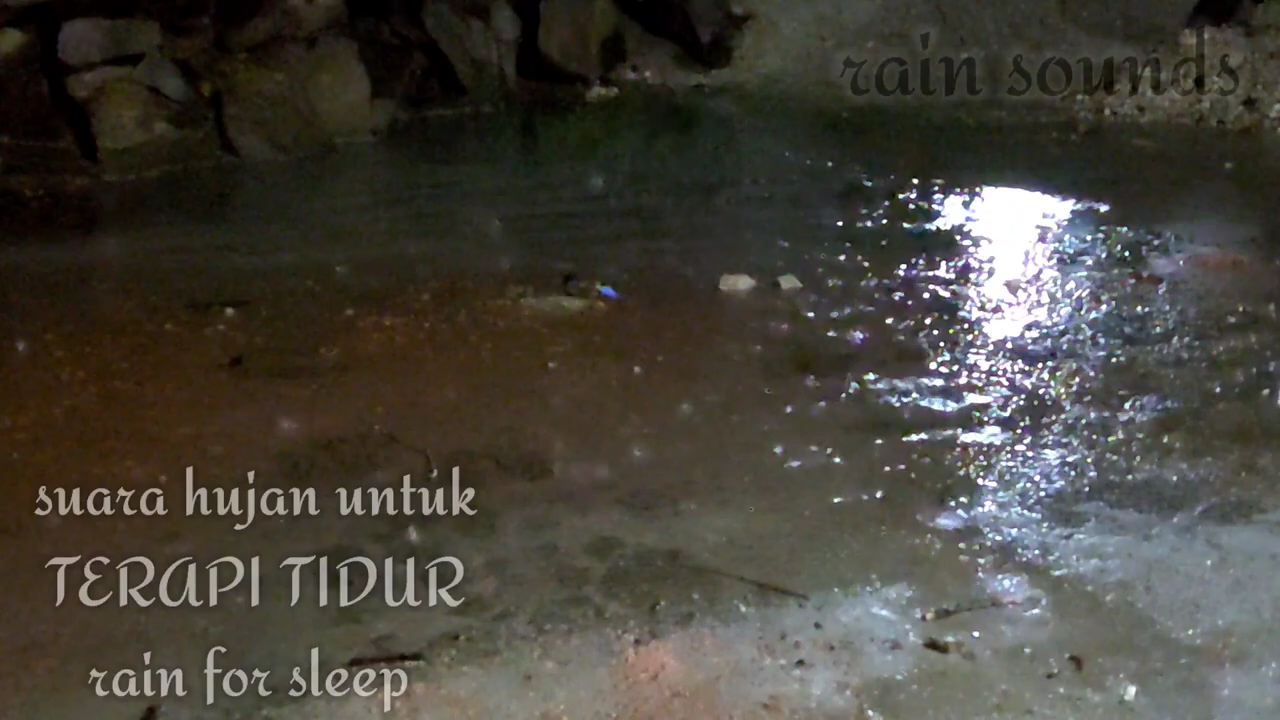 rain sounds
suara hujan untuk
TERAPI TIDUR
rain for sleep